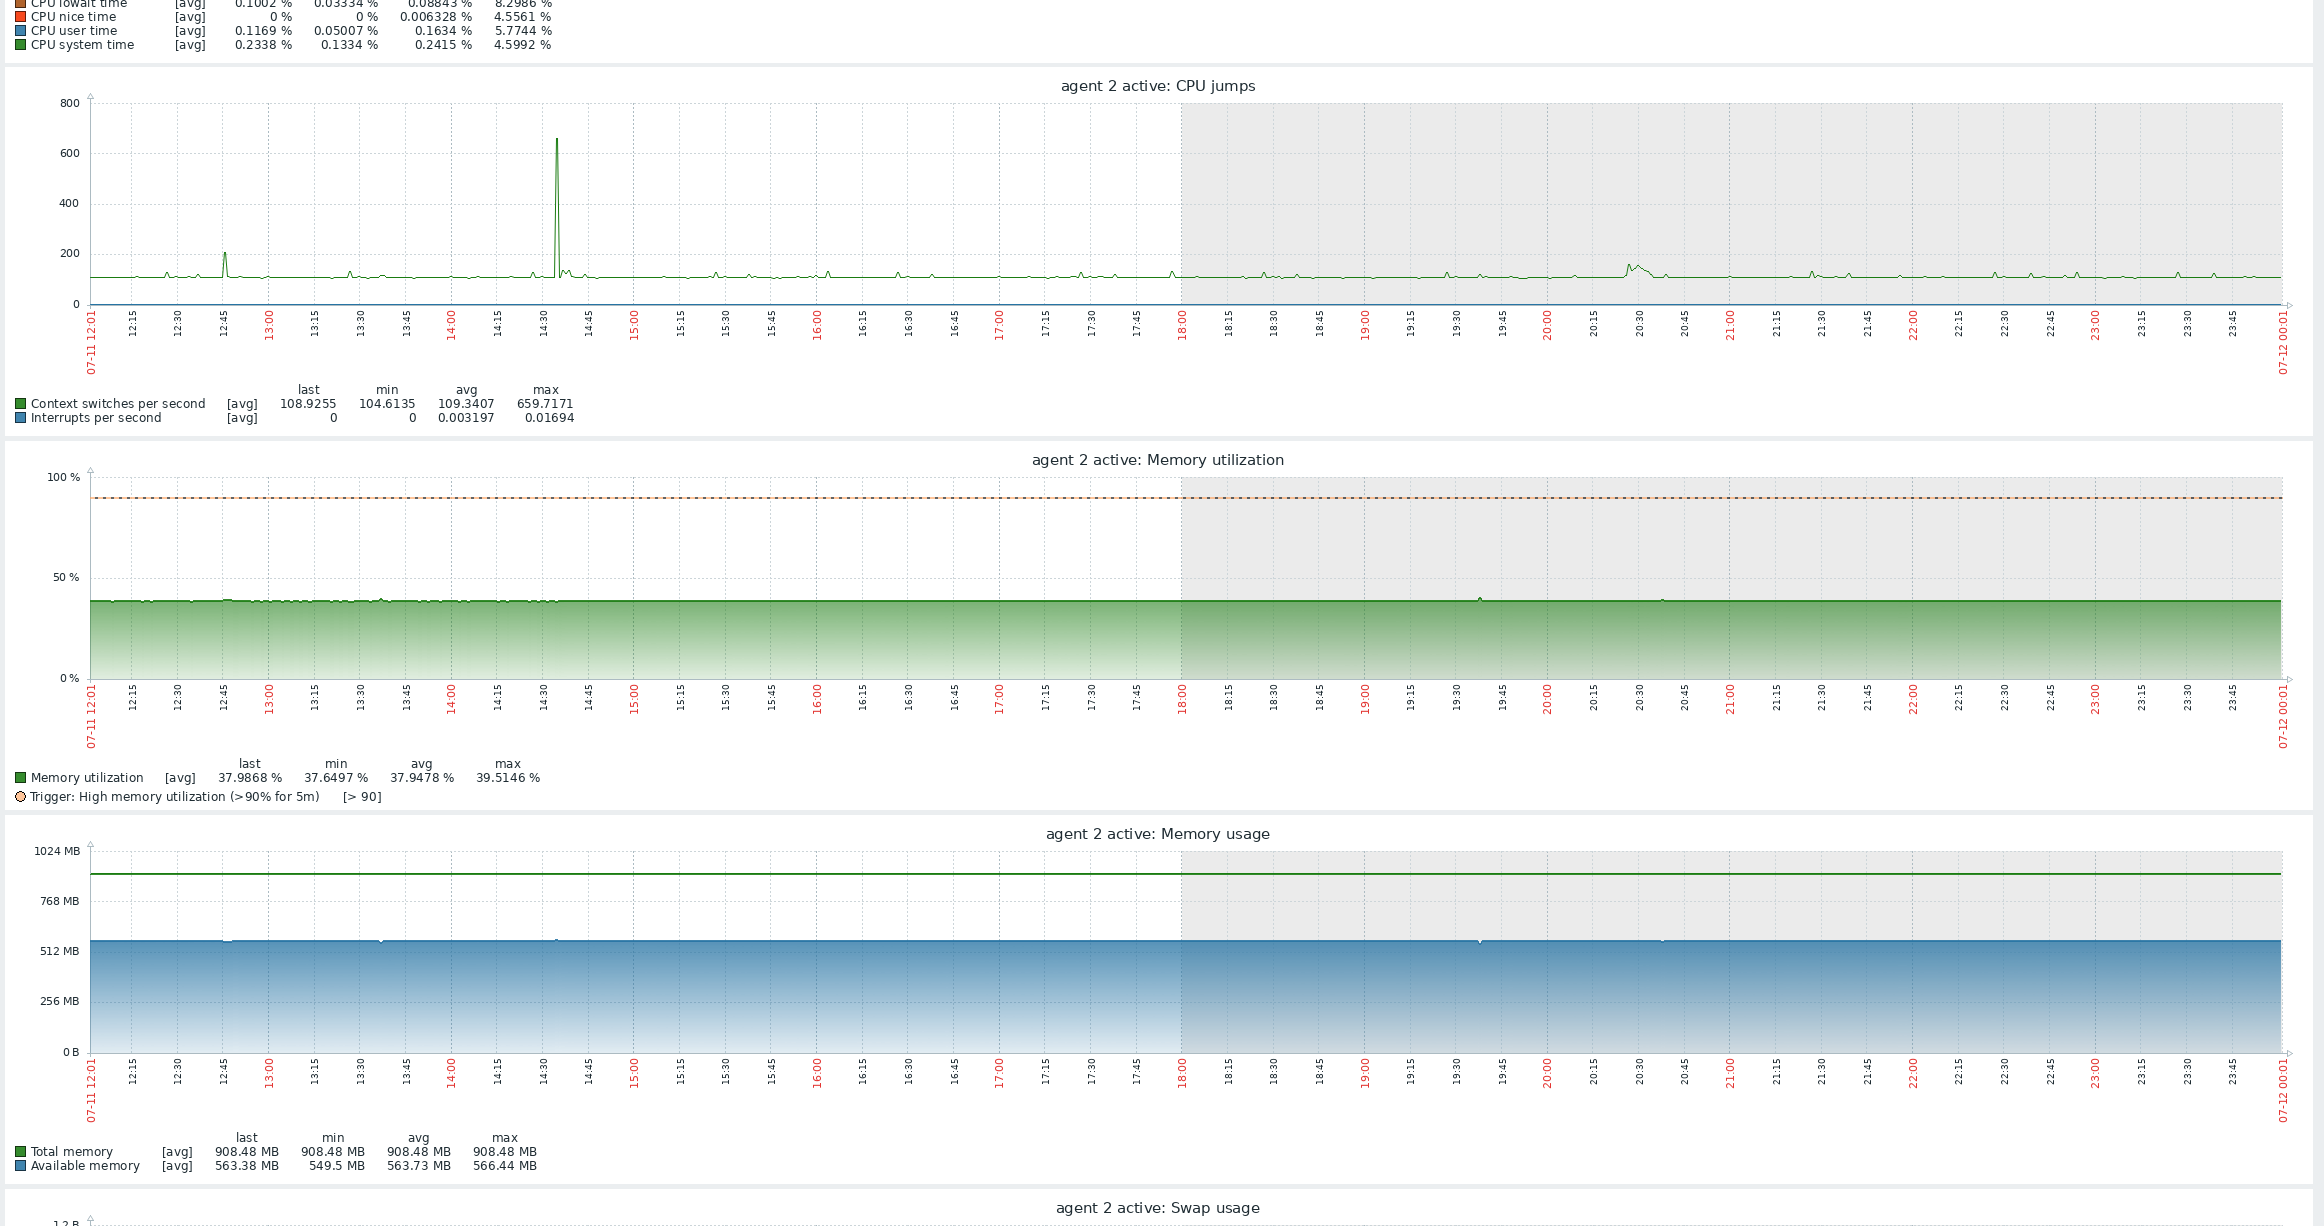 CPU iowait time [avg] 0.1002 % 0.03334 % 0.08843 % 8.2986 %
CPU nice time [avg] 0 % 0 % 0.006328 % 4.5561 %
CPU user time [avg] 0.1169 % 0.05007 % 0.1634 % 5.7744 %
CPU system time [avg] 0.2338 % 0.1334 % 0.2415 % 4.5992 %
agent 2 active: CPU jumps
800
600
400
200
0
07-11 12:01 12:15 12:30 12:45 13:00 13:15 13:30 13:45 14:00 14:15 14:30 14:45 15:00 15:15 15:30 15:45 16:00 16:15 16:30 16:45 17:00 17:15 17:30 17:45 18:00 18:15 18:30 18:45 19:00 19:15 19:30 19:45 20:00 20:15 20:30 20:45 21:00 21:15 21:30 21:45 22:00 22:15 22:30 22:45 23:00 23:15 23:30 23:45 07-12 00:01
last min avg max
Context switches per second [avg] 108.9255 104.6135 109.3407 659.7171
Interrupts per second [avg] 0 0 0.003197 0.01694
agent 2 active: Memory utilization
100 %
50 %
0 %
07-11 12:01 12:15 12:30 12:45 13:00 13:15 13:30 13:45 14:00 14:15 14:30 14:45 15:00 15:15 15:30 15:45 16:00 16:15 16:30 16:45 17:00 17:15 17:30 17:45 18:00 18:15 18:30 18:45 19:00 19:15 19:30 19:45 20:00 20:15 20:30 20:45 21:00 21:15 21:30 21:45 22:00 22:15 22:30 22:45 23:00 23:15 23:30 23:45 07-12 00:01
last min avg max
Memory utilization [avg] 37.9868 % 37.6497 % 37.9478 % 39.5146 %
Trigger: High memory utilization (>90% for 5m) [> 90]
agent 2 active: Memory usage
1024 MB
768 MB
512 MB
256 MB
0 B
07-11 12:01 12:15 12:30 12:45 13:00 13:15 13:30 13:45 14:00 14:15 14:30 14:45 15:00 15:15 15:30 15:45 16:00 16:15 16:30 16:45 17:00 17:15 17:30 17:45 18:00 18:15 18:30 18:45 19:00 19:15 19:30 19:45 20:00 20:15 20:30 20:45 21:00 21:15 21:30 21:45 22:00 22:15 22:30 22:45 23:00 23:15 23:30 23:45 07-12 00:01
last min avg max
Total memory [avg] 908.48 MB 908.48 MB 908.48 MB 908.48 MB
Available memory [avg] 563.38 MB 549.5 MB 563.73 MB 566.44 MB
agent 2 active: Swap usage
1.2 B